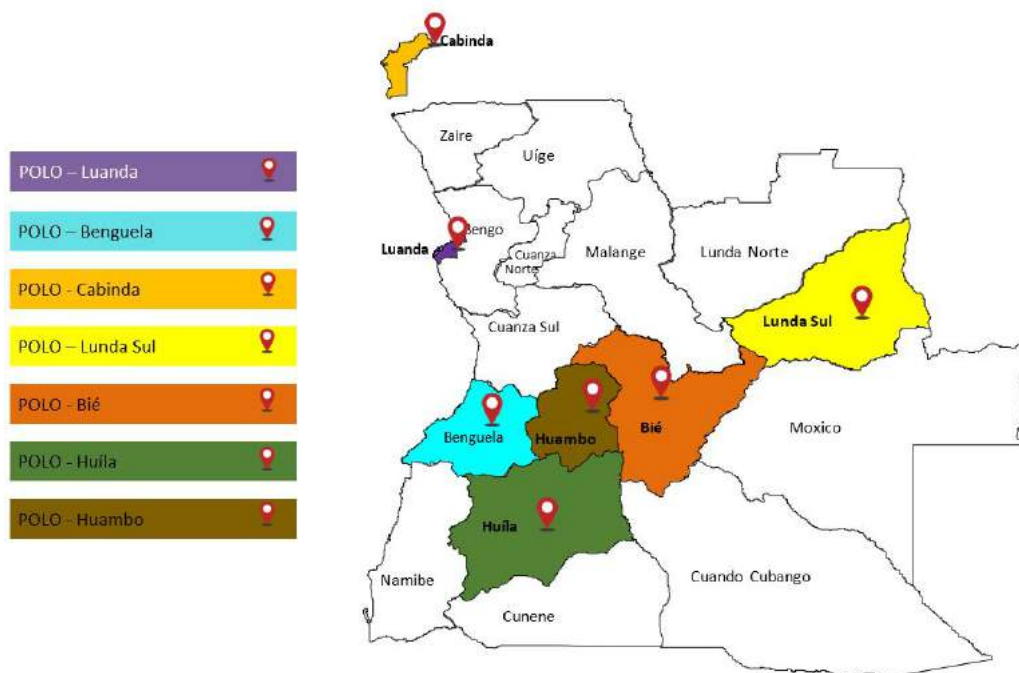 Cabinda
Zaire
Uíge
POLO – Luanda
POLO – Benguela
POLO - Cabinda
POLO – Lunda Sul
POLO - Bié
POLO - Huíla
POLO - Huambo
Bengo
Luanda
Cuanza
Norte
Malange
Lunda Norte
Cuanza Sul
Lunda Sul
Benguela
Huambo
Bié
Moxico
Huíla
Namibe
Cuando Cubango
Cunene